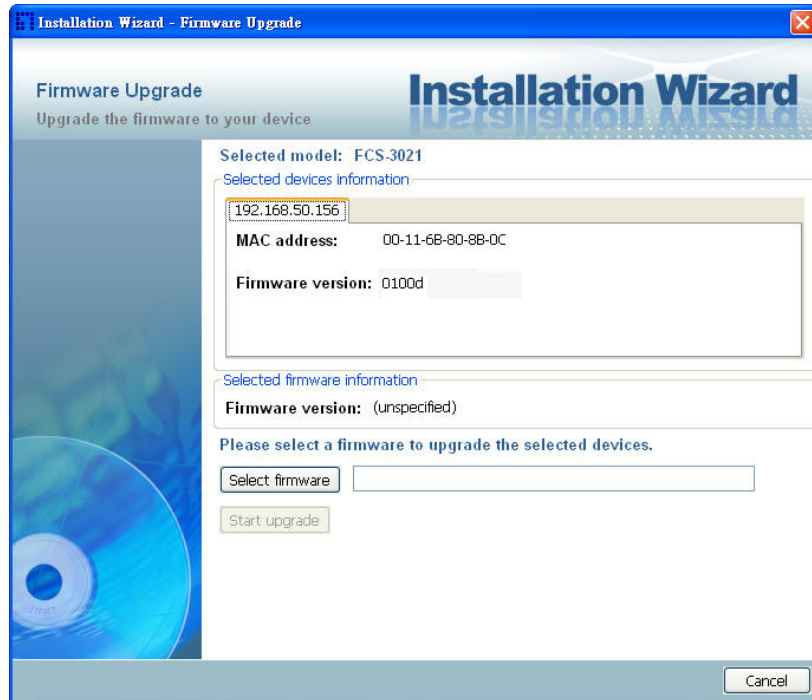 Installation Wizard - Firmware Upgrade
Firmware Upgrade
Installation Wizard
Upgrade the firmware to your device
Selected model: FCS-3021
Selected devices information
192.168.50.156
MAC address: 00-11-6B-80-8B-0C
Firmware version: 0100d
Selected firmware information
Firmware version: (unspecified)
Please select a firmware to upgrade the selected devices.
Select firmware
Start upgrade
Cancel